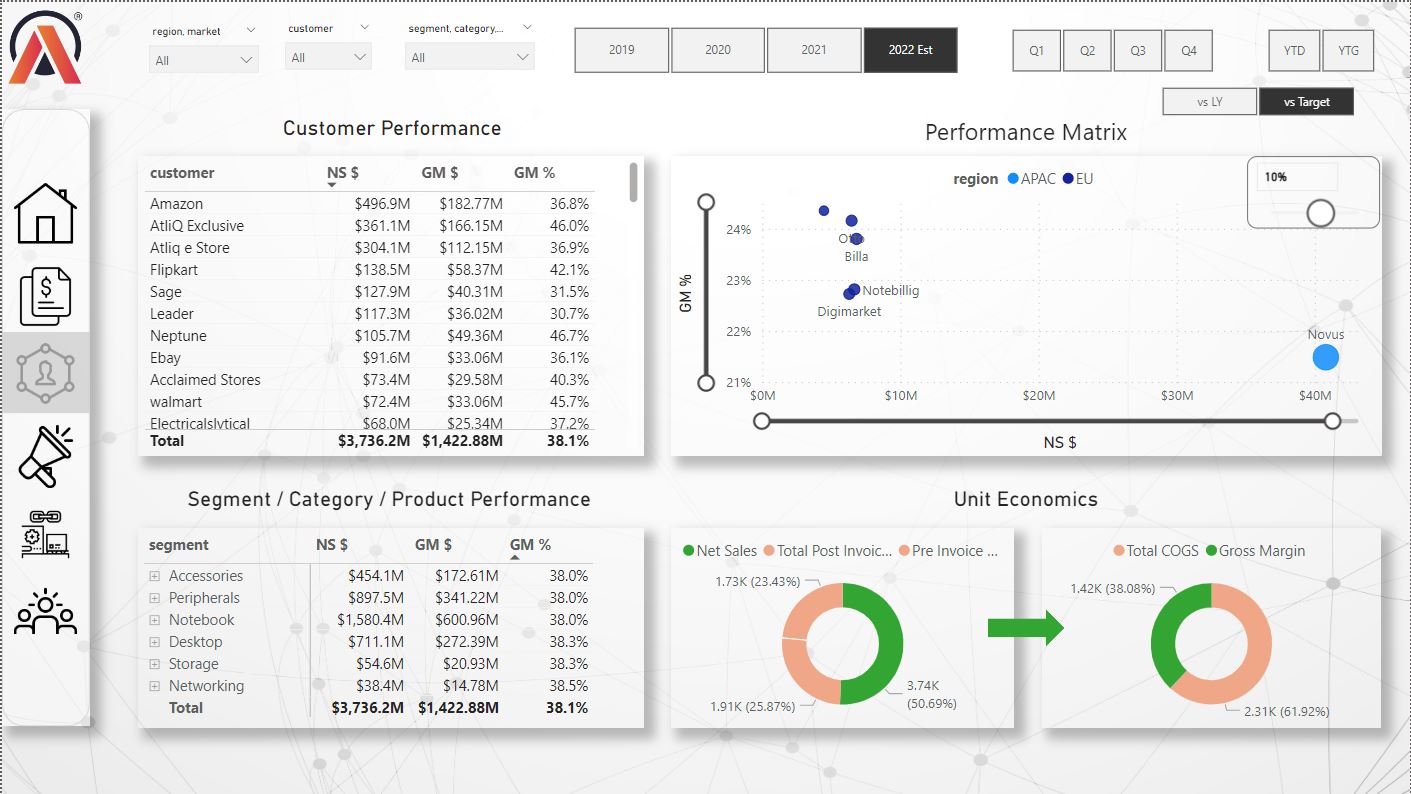 ®
region, market
customer
segment, category,...
All
All
All
2019
2020
2021
2022 Est
Q1
Q2
Q3
Q4
YTD
YTG
vs LY
vs Target
Customer Performance
customer NS $ GM $ GM %
Amazon $496.9M $182.77M 36.8%
AtliQ Exclusive $361.1M $166.15M 46.0%
Atliq e Store $304.1M $112.15M 36.9%
Flipkart $138.5M $58.37M 42.1%
Sage $127.9M $40.31M 31.5%
Leader $117.3M $36.02M 30.7%
Neptune $105.7M $49.36M 46.7%
Ebay $91.6M $33.06M 36.1%
Acclaimed Stores $73.4M $29.58M 40.3%
walmart $72.4M $33.06M 45.7%
Electricalslytical $68.0M $25.34M 37.2%
Total $3,736.2M $1,422.88M 38.1%
Performance Matrix
region APAC EU
10%
GM %
24%
23%
22%
21%
Billa
Notebillig
Digimarket
Novus
$0M $10M $20M $30M $40M
NS $
Segment / Category / Product Performance
segment NS $ GM $ GM %
Accessories $454.1M $172.61M 38.0%
Peripherals $897.5M $341.22M 38.0%
Notebook $1,580.4M $600.96M 38.0%
Desktop $711.1M $272.39M 38.3%
Storage $54.6M $20.93M 38.3%
Networking $38.4M $14.78M 38.5%
Total $3,736.2M $1,422.88M 38.1%
Unit Economics
Net Sales Total Post Invoic... Pre Invoice ...
1.73K (23.43%)
1.91K (25.87%)
3.74K
(50.69%)
Total COGS Gross Margin
1.42K (38.08%)
2.31K (61.92%)